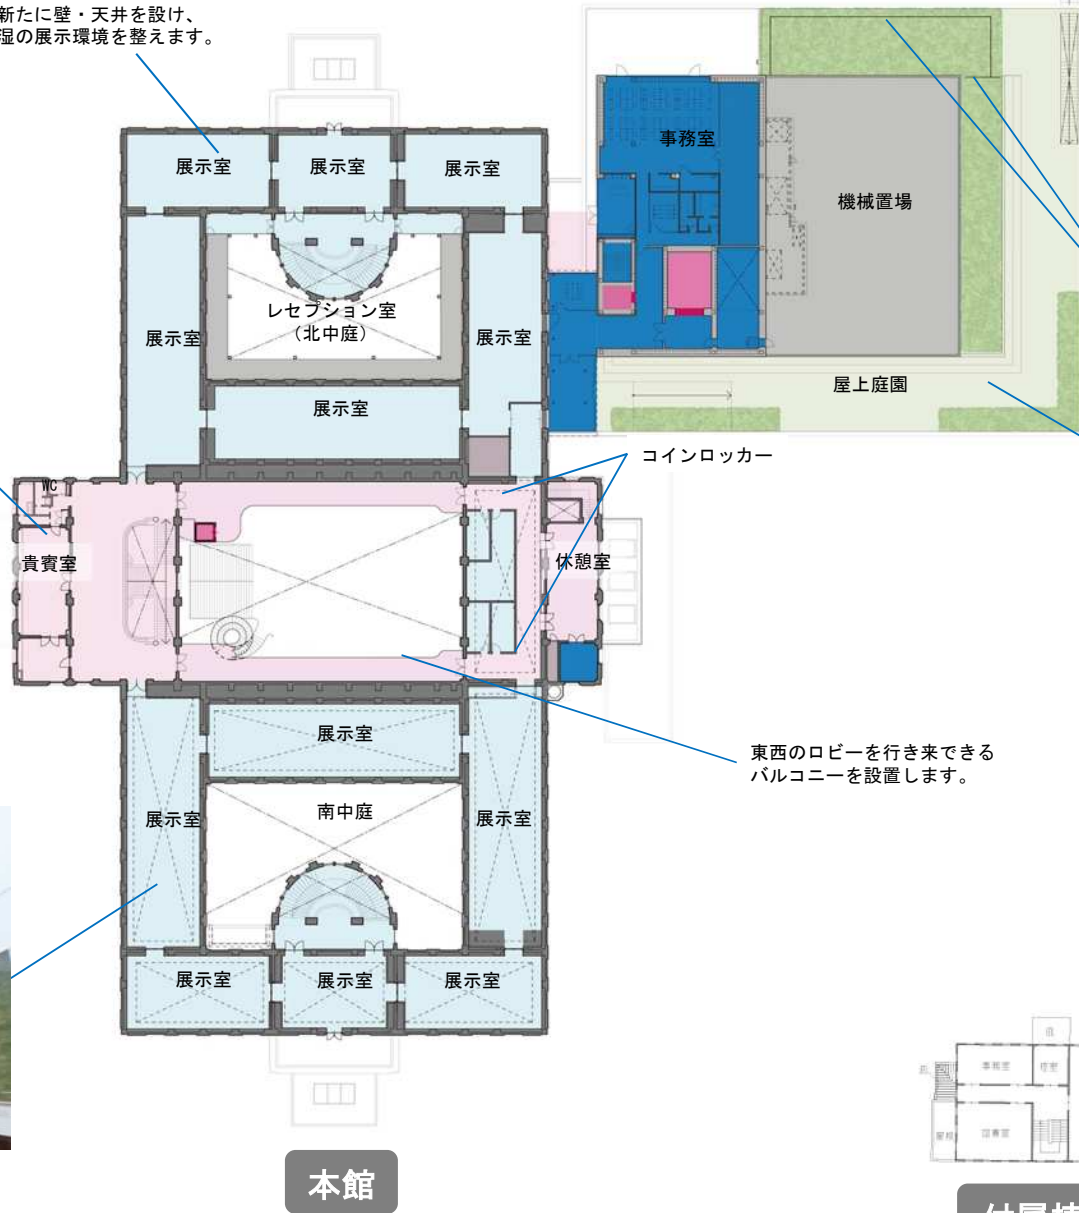 新たに壁・天井を設け、
湿の展示環境を整えます。
展示室
展示室
展示室
事務室
機械置場
レセプション室
（北中庭）
展示室
展示室
展示室
屋上庭園
コインロッカー
WC
貴賓室
休憩室
展示室
東西のロビーを行き来できる
バルコニーを設置します。
展示室
南中庭
展示室
展示室
展示室
展示室
事務室
本館